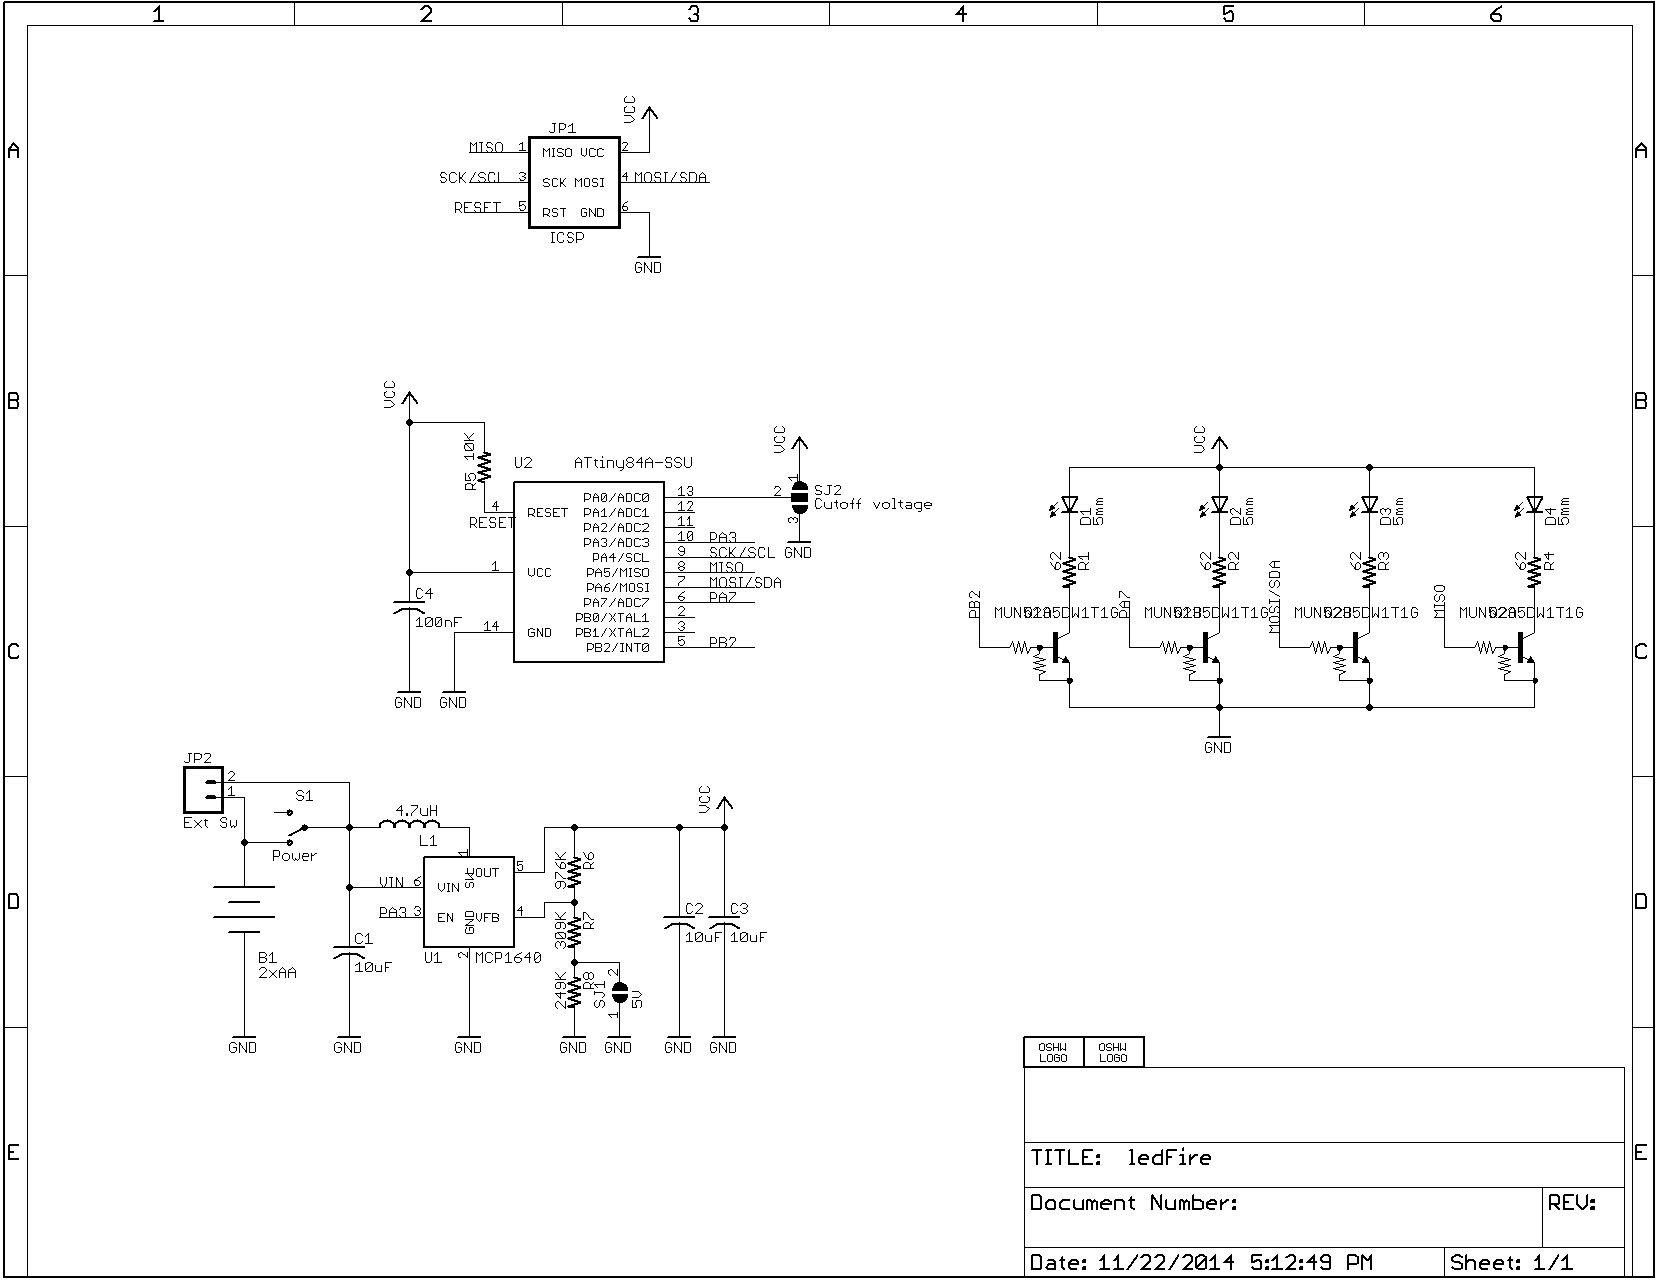 1 2 3 4 5 6
A A
B B
C C
D D
E E
VCC
JP1
MISO 1 MISO VCC 2
SCK/SCL 3 SCK MOSI 4 MOSI/SDA
RESET 5 RST GND 6
ICSP
GND
VCC
R5 10K
U2 ATtiny84A-SSU
4 RESET
RESET
1 VCC
14 GND
C4
100nF
GND GND
PA0/ADC0 13
PA1/ADC1 12
PA2/ADC2 11
PA3/ADC3 10 PA3
PA4/SCL 9 SCK/SCL
PA5/MISO 8 MISO
PA6/MOSI 7 MOSI/SDA
PA7/ADC7 6 PA7
PB0/XTAL1 2
PB1/XTAL2 3
PB2/INT0 5 PB2
VCC
1
2 SJ2
Cutoff voltage
3
GND
VCC
D1 5mm
D2 5mm
D3 5mm
D4 5mm
62 R1
62 R2
62 R3
62 R4
PB2
PA7
MOSI/SDA
MISO
GND
JP2
2
1
Ext Sw
S1
Power
B1
2xAA
GND
4.7uH
L1
C1
10uF
GND
VIN 6 VIN
PA3 3 EN
1 SW
VOUT 5
VFB 4
GND 2
U1 MCP1640
GND
976K R6
309K R7
249K R8
SJ1 5V
2
1
GND GND
VCC
C2
10uF
C3
10uF
GND GND
OSHW
LOGO
OSHW
LOGO
TITLE: ledFire
Document Number:
REV:
Date: 11/22/2014 5:12:49 PM
Sheet: 1/1